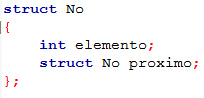 struct No
{
    int elemento;
    struct No proximo;
};